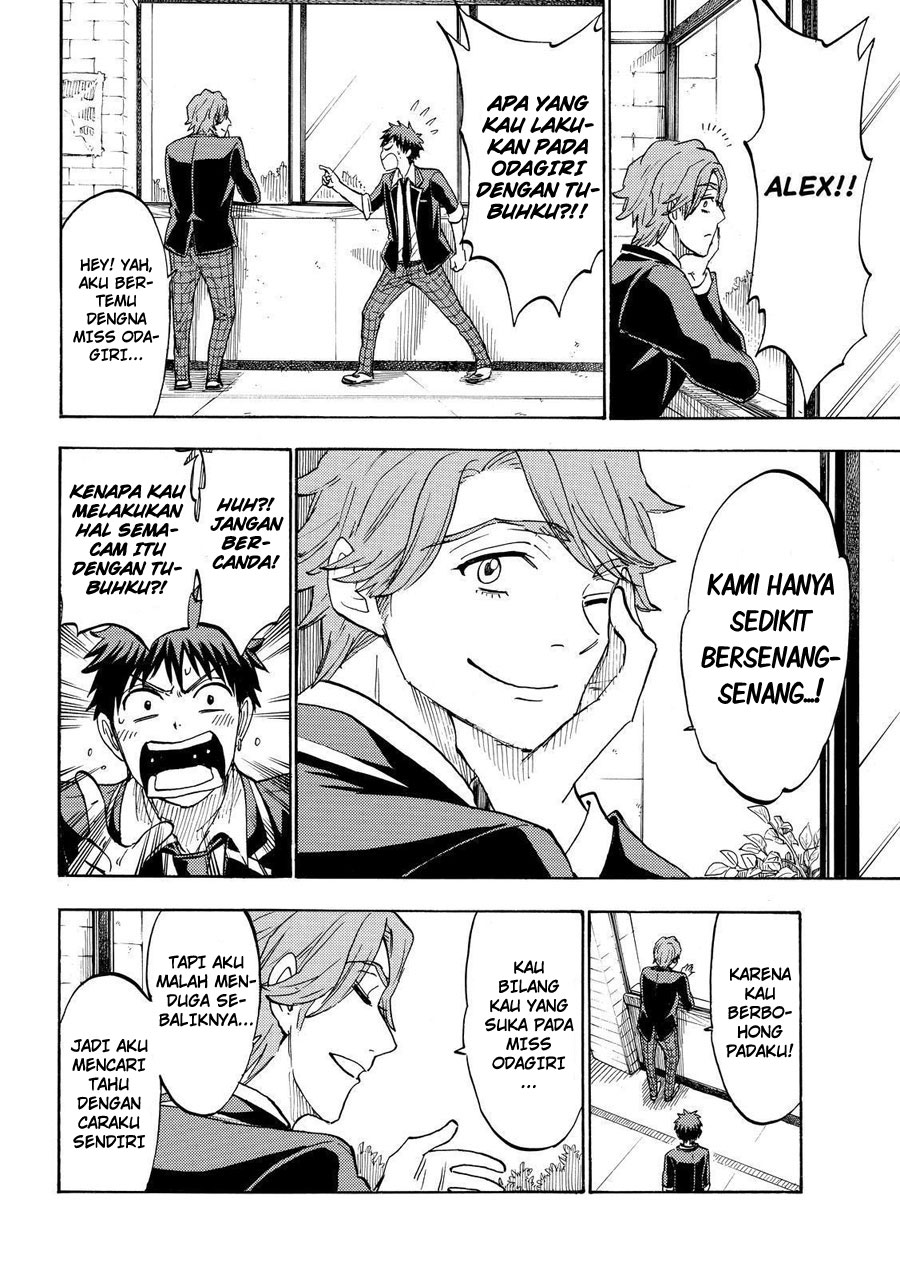 ALEX!!
APA YANG
KAU LAKU-
KAN PADA
ODAGIRI
DENGAN TU-
BUHKU?!!
HEY! YAH,
AKU BER-
TEMU
DENGNA
MISS ODA-
GIRI...
KAMI HANYA
SEDIKIT
BERSENANG-
SENANG...!
HUH?!
JANGAN
BER-
CANDA!
KENAPA KAU
MELAKUKAN
HAL SEMA-
CAM ITU
DENGAN TU-
BUHKU?!
KARENA
KAU
BERBO-
HONG
PADAKU!
KAU
BILANG
KAU YANG
SUKA PADA
MISS
ODAGIRI
...
TAPI AKU
MALAH MEN-
DUGA SE-
BALIKNYA...
JADI AKU
MENCARI
TAHU
DENGAN
CARAKU
SENDIRI